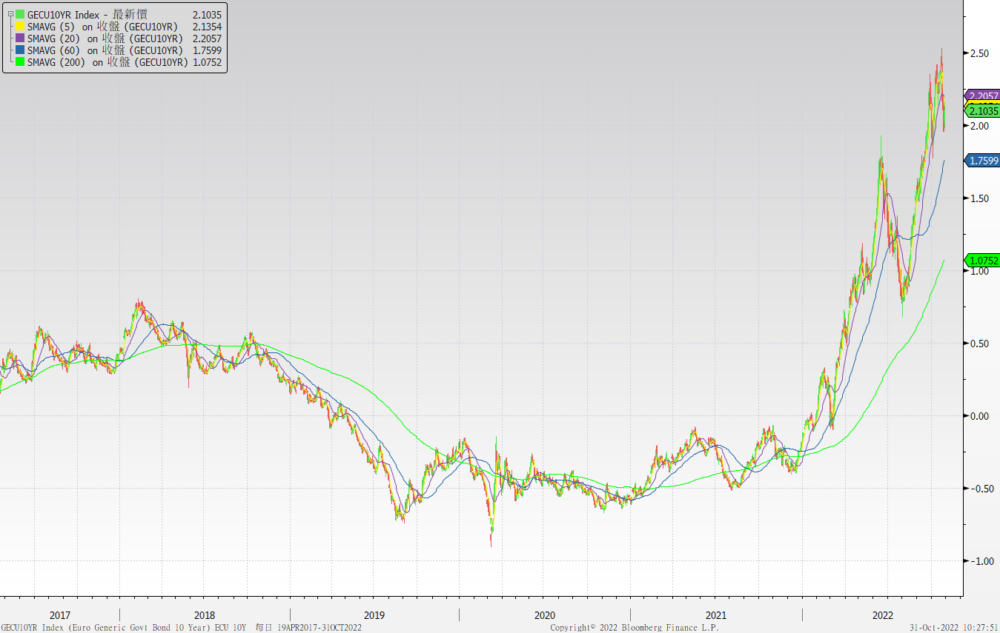 GECU10YR Index - 最新價 2.1035
SMAVG (5) on 收盤 (GECU10YR) 2.1354
SMAVG (20) on 收盤 (GECU10YR) 2.2057
SMAVG (60) on 收盤 (GECU10YR) 1.7599
SMAVG (200) on 收盤 (GECU10YR) 1.0752
2.50
2.2057
2.1035
2.00
1.7599
1.50
1.0752
1.00
0.50
0.00
-0.50
-1.00
2017 2018 2019 2020 2021 2022
GECU10YR Index (Euro Generic Govt Bond 10 Year) ECU 10Y 每日 19APR2017-31OCT2022 Copyright© 2022 Bloomberg Finance L.P. 31-Oct-2022 10:27:51